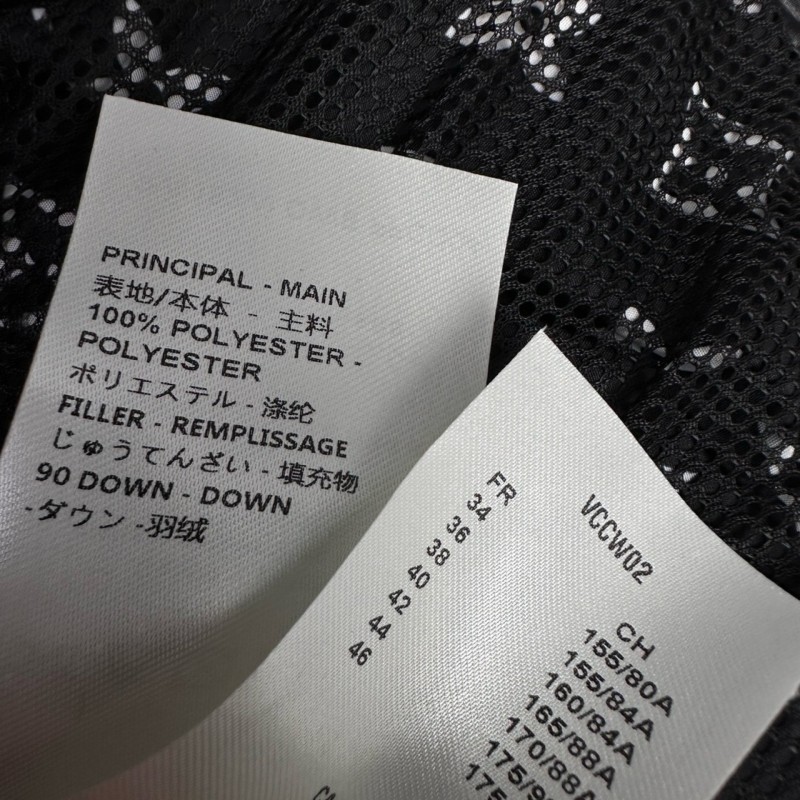 PRINCIPAL - MAIN
表地/本体 - 主料
100% POLYESTER -
POLYESTER
ポリエステル - 涤纶
FILLER - REMPLISSAGE
じゅうてんざい - 填充物
90 DOWN - DOWN
-ダウン -羽绒
VCCW02
FR
34
36
38
40
42
44
46
CH
155/80A
155/84A
160/84A
165/88A
170/88A